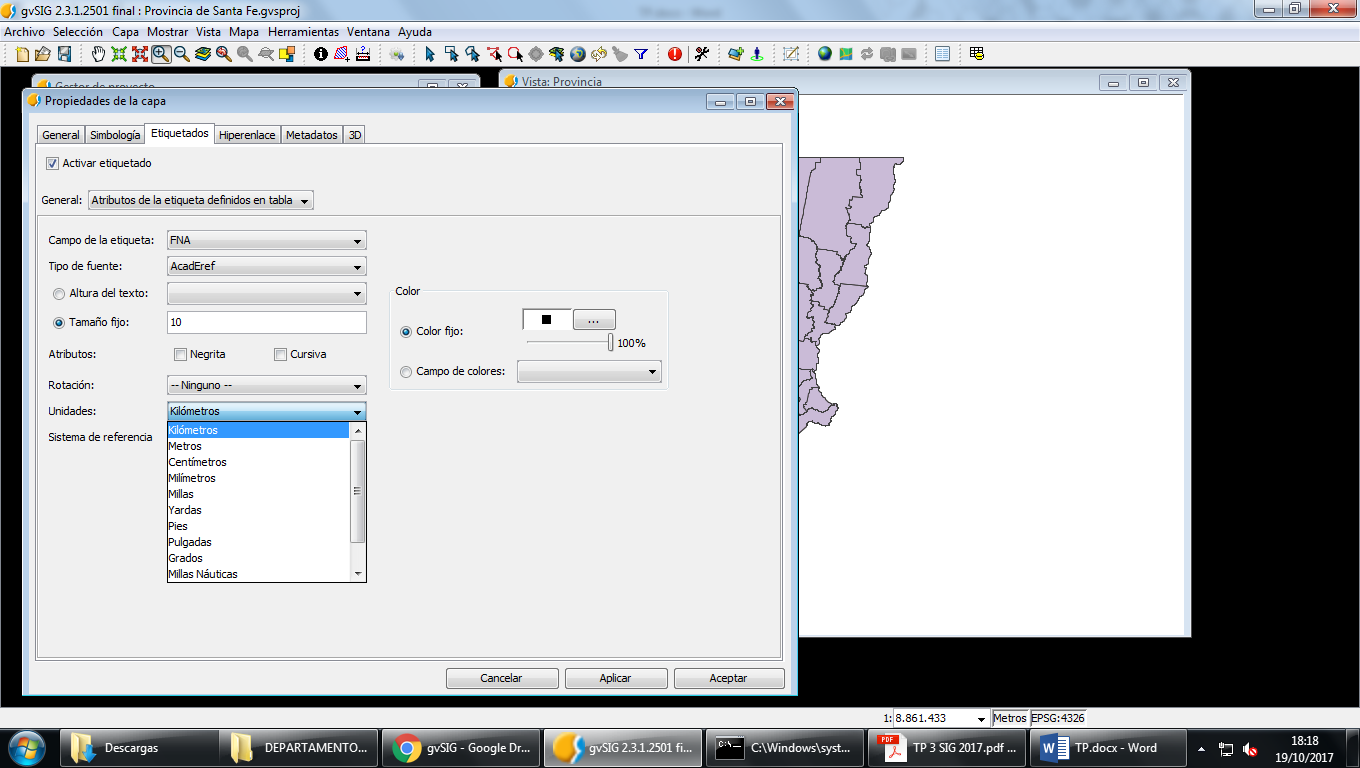 gvSIG 2.3.1.2501 final : Provincia de Santa Fe.gvsproj
Archivo Selección Capa Mostrar Vista Mapa Herramientas Ventana Ayuda
Gestor de proyecto
Vista: Provincia
Propiedades de la capa
General Simbología Etiquetados Hiperenlace Metadatos 3D
Activar etiquetado
General: Atributos de la etiqueta definidos en tabla
Campo de la etiqueta: FNA
Tipo de fuente: AcadEref
Altura del texto:
Tamaño fijo: 10
Atributos: Negrita Cursiva
Rotación: -- Ninguno --
Unidades: Kilómetros
Sistema de referencia
Kilómetros
Metros
Centímetros
Milímetros
Millas
Yardas
Pies
Pulgadas
Grados
Millas Náuticas
Color
Color fijo: ...
100%
Campo de colores:
Cancelar Aplicar Aceptar
1: 8.861.433 Metros EPSG:4326
Descargas DEPARTAMENTO... gvSIG - Google Dr... gvSIG 2.3.1.2501 fi... C:\Windows\syst... TP 3 SIG 2017.pdf ... TP.docx - Word
18:18
19/10/2017